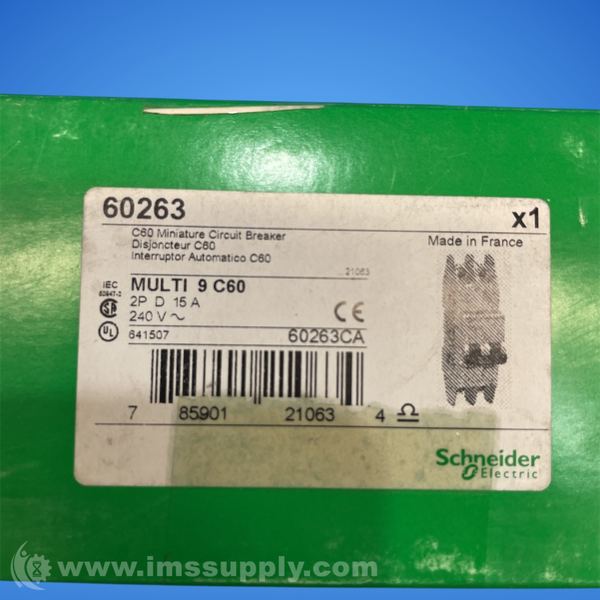 60263
x1
C60 Miniature Circuit Breaker
Disjoncteur C60
Interruptor Automatico C60
Made in France
21063
IEC
60947-2
MULTI 9 C60
2P D 15 A
240 V ~
CE
UL
641507
60263CA
7 85901 21063 4
Schneider
Electric
www.imssupply.com